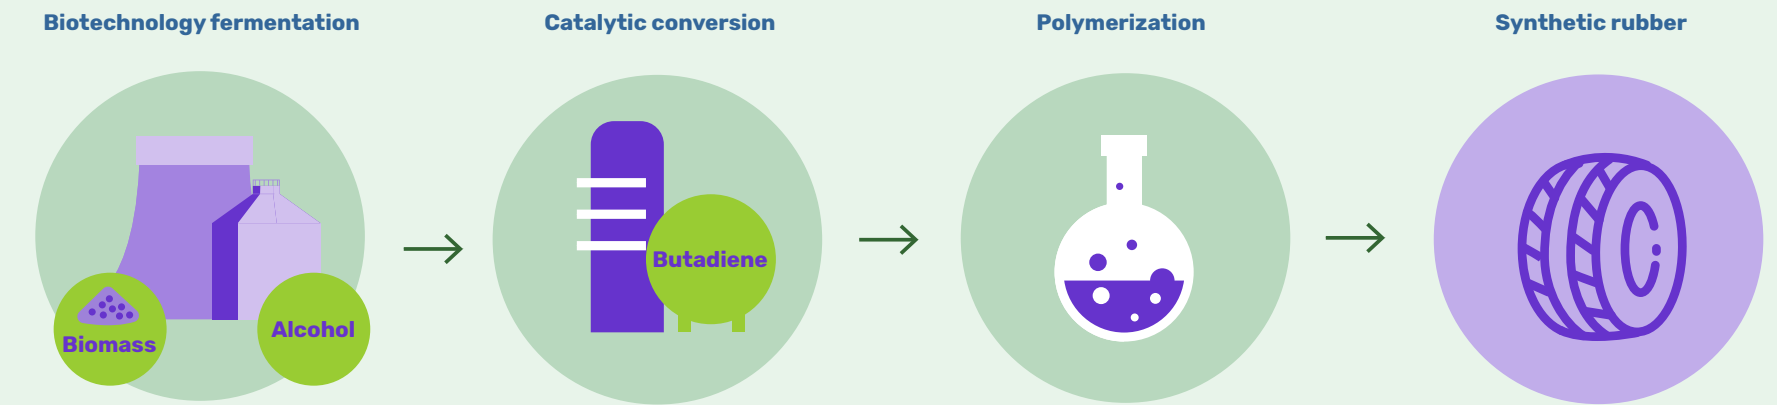 Biotechnology fermentation
Catalytic conversion
Polymerization
Synthetic rubber
Butadiene
Biomass
Alcohol